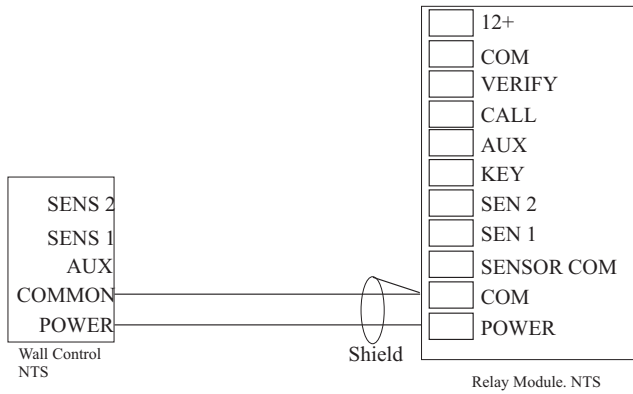 SENS 2
SENS 1
AUX
COMMON
POWER
Wall Control
NTS
Shield
12+
COM
VERIFY
CALL
AUX
KEY
SEN 2
SEN 1
SENSOR COM
COM
POWER
Relay Module. NTS